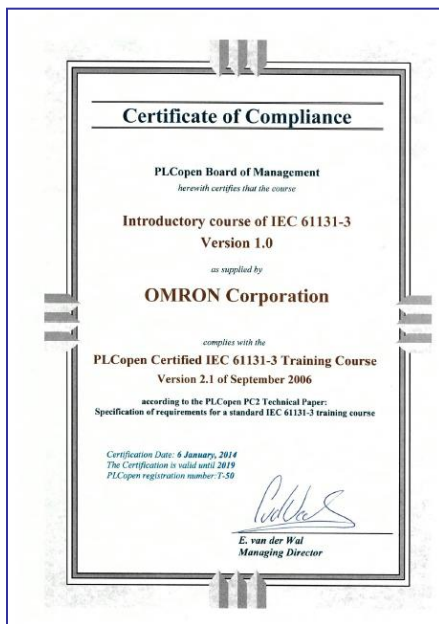 Certificate of Compliance
PLCopen Board of Management
herewith certifies that the course
Introductory course of IEC 61131-3
Version 1.0
as supplied by
OMRON Corporation
complies with the
PLCopen Certified IEC 61131-3 Training Course
Version 2.1 of September 2006
according to the PLCopen PC2 Technical Paper:
Specification of requirements for a standard IEC 61131-3 training course
Certification Date: 6 January, 2014
The Certification is valid until 2019
PLCopen registration number: T-50
E. van der Wal
Managing Director